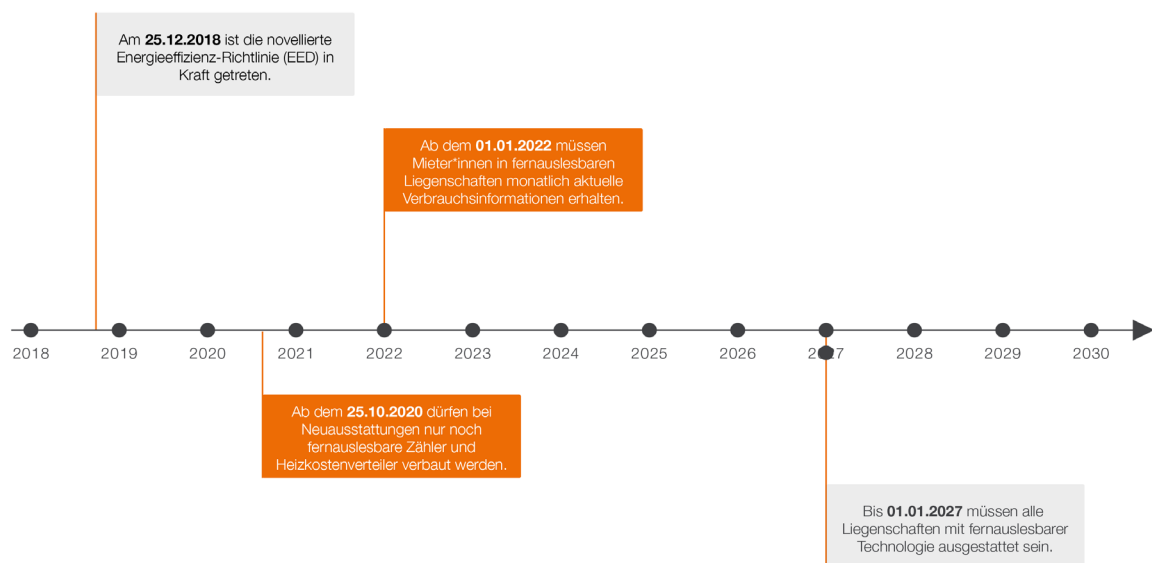 Am 25.12.2018 ist die novellierte
Energieeffizienz-Richtlinie (EED) in
Kraft getreten.
Ab dem 01.01.2022 müssen
Mieter*innen in fernauslesbaren
Liegenschaften monatlich aktuelle
Verbrauchsinformationen erhalten.
2018 2019 2020 2021 2022 2023 2024 2025 2026 2027 2028 2029 2030
Ab dem 25.10.2020 dürfen bei
Neuausstattungen nur noch
fernauslesbare Zähler und
Heizkostenverteiler verbaut werden.
Bis 01.01.2027 müssen alle
Liegenschaften mit fernauslesbarer
Technologie ausgestattet sein.